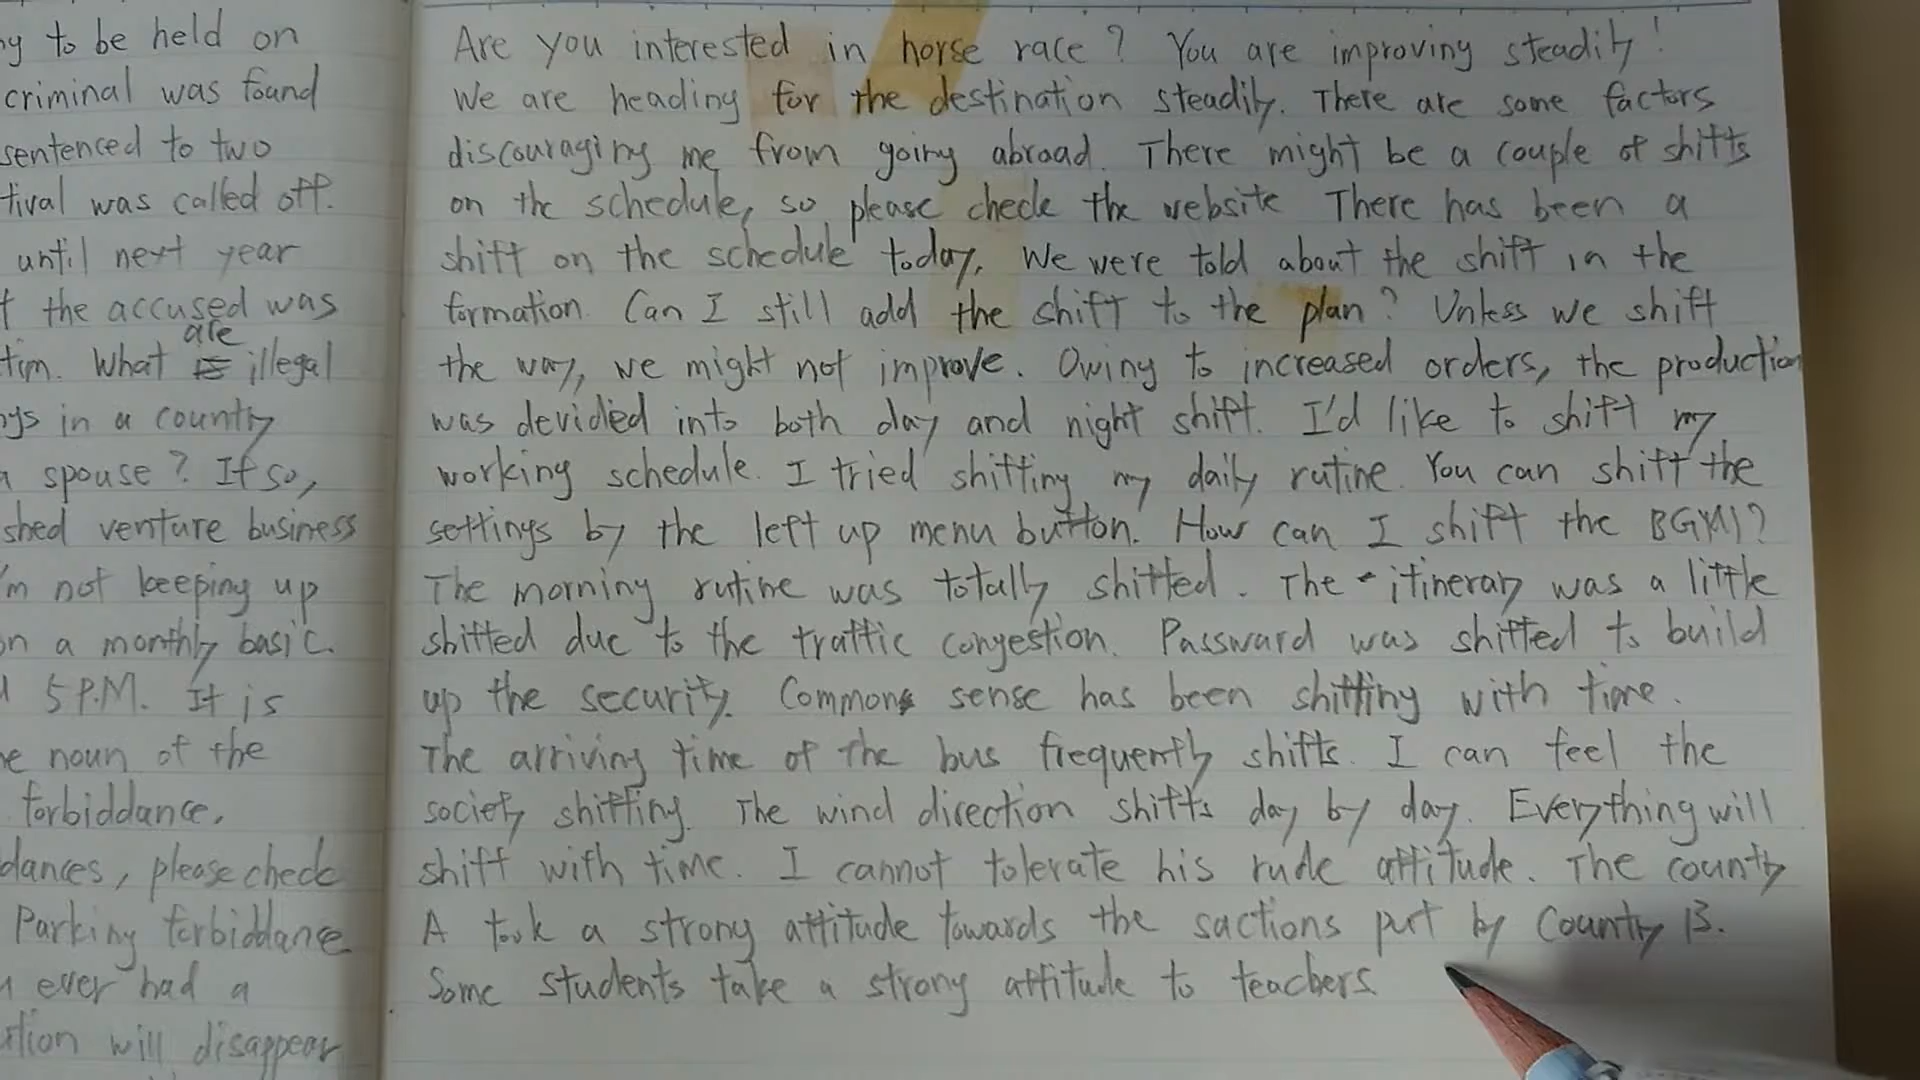 ny to be held on
criminal was found
sentenced to two
tival was called off.
until next year
f the accused was
are
tim. What is illegal
ys in a country
a spouse? If so,
shed venture business
I'm not keeping up
on a monthly basic.
5 P.M. It is
e noun of the
forbiddance.
dances, please check
Parking forbiddance
ever had a
ution will disappear
Are you interested in horse race? You are improving steadily!
We are heading for the destination steadily. There are some factors
discouraging me from going abroad. There might be a couple of shifts
on the schedule, so please check the website There has been a
shift on the schedule today. We were told about the shift in the
formation. Can I still add the shift to the plan? Unless we shift
the way, we might not improve. Owing to increased orders, the production
was devidied into both day and night shift. I'd like to shift my
working schedule. I tried shifting my daily rutine. You can shift the
settings by the left up menu button. How can I shift the BGM?
The morning rutine was totally shifted. The itinerary was a little
shifted due to the traffic congestion. Passward was shifted to build
up the security. Common sense has been shifting with time.
The arriving time of the bus frequently shifts. I can feel the
society shifting. The wind direction shifts day by day. Everything will
shift with time. I cannot tolerate his rude attitude. The country
A took a strong attitude towards the sactions put by Country B.
Some students take a strong attitude to teachers.